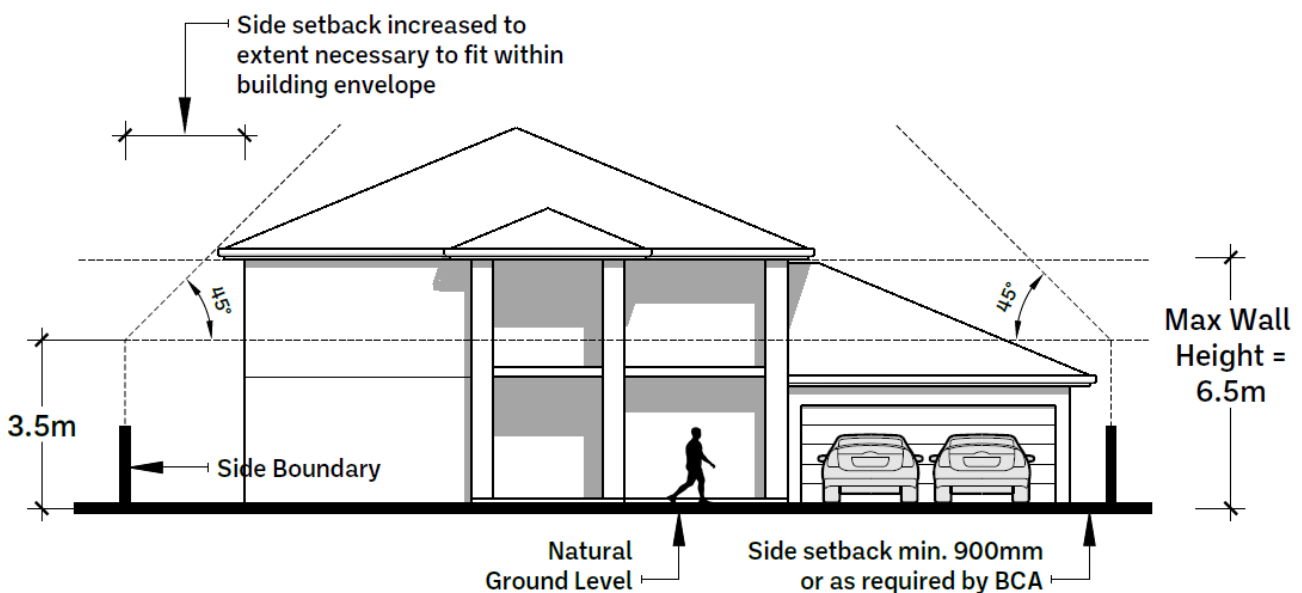 Side setback increased to
extent necessary to fit within
building envelope
45°
45°
Max Wall
Height =
6.5m
3.5m
Side Boundary
Natural
Ground Level
Side setback min. 900mm
or as required by BCA